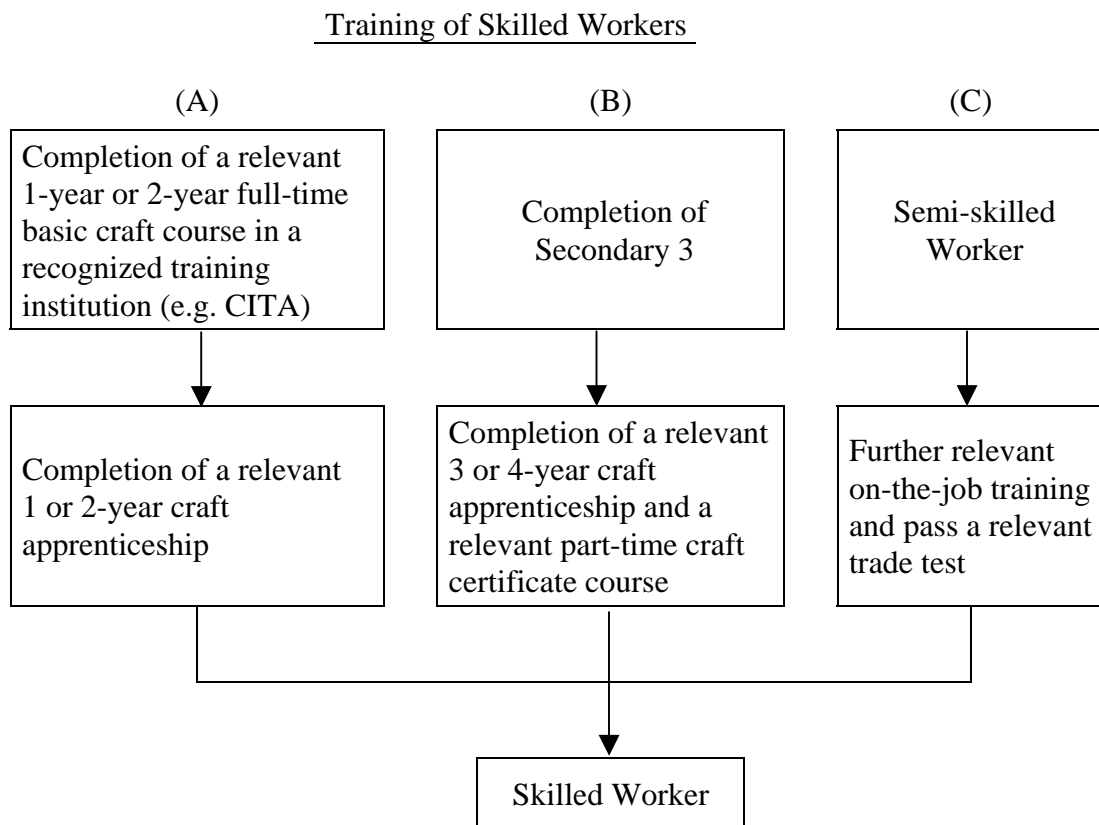 Training of Skilled Workers
(A)
Completion of a relevant
1-year or 2-year full-time
basic craft course in a
recognized training
institution (e.g. CITA)
(B)
Completion of
Secondary 3
(C)
Semi-skilled
Worker
Completion of a relevant
1 or 2-year craft
apprenticeship
Completion of a relevant
3 or 4-year craft
apprenticeship and a
relevant part-time craft
certificate course
Further relevant
on-the-job training
and pass a relevant
trade test
Skilled Worker